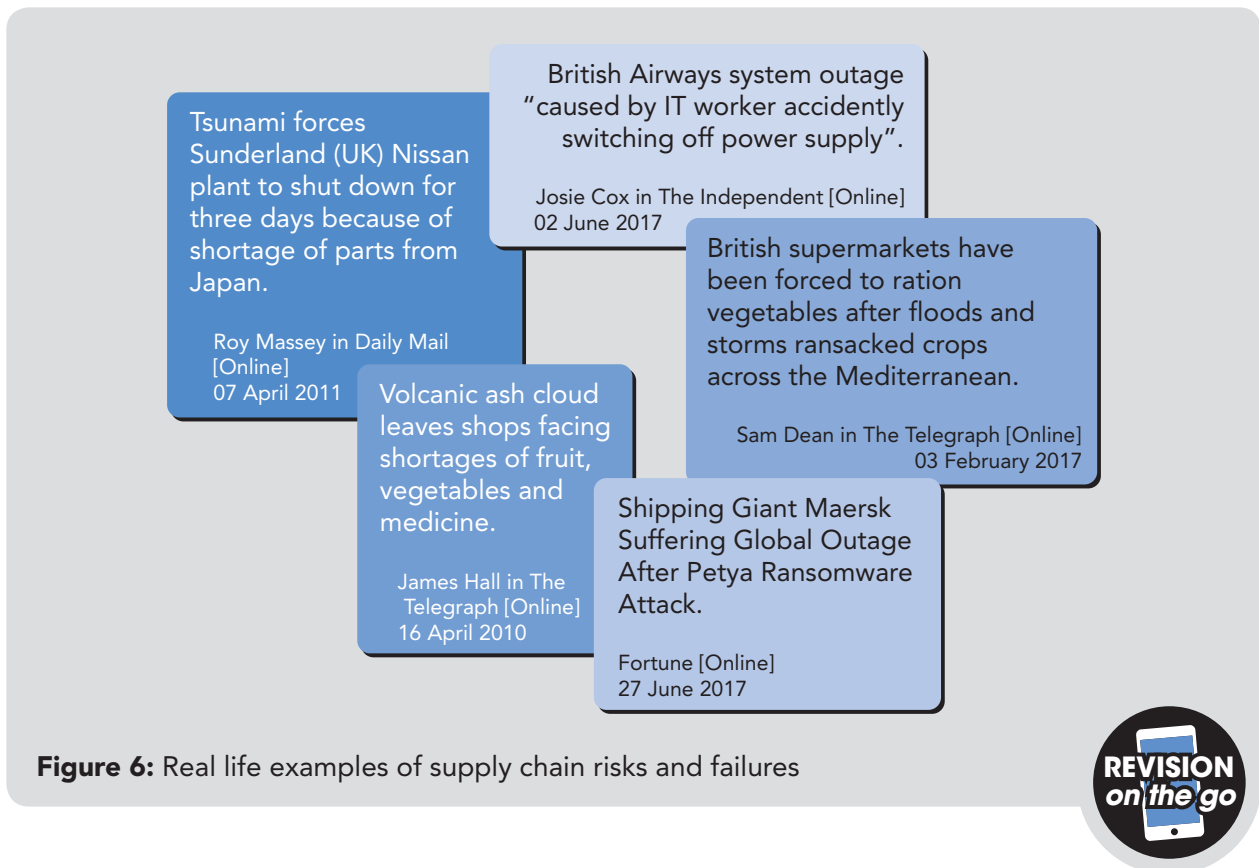 Tsunami forces
Sunderland (UK) Nissan
plant to shut down for
three days because of
shortage of parts from
Japan.
Roy Massey in Daily Mail
[Online]
07 April 2011
British Airways system outage
“caused by IT worker accidently
switching off power supply”.
Josie Cox in The Independent [Online]
02 June 2017
British supermarkets have
been forced to ration
vegetables after floods and
storms ransacked crops
across the Mediterranean.
Sam Dean in The Telegraph [Online]
03 February 2017
Volcanic ash cloud
leaves shops facing
shortages of fruit,
vegetables and
medicine.
James Hall in The
Telegraph [Online]
16 April 2010
Shipping Giant Maersk
Suffering Global Outage
After Petya Ransomware
Attack.
Fortune [Online]
27 June 2017
Figure 6: Real life examples of supply chain risks and failures
REVISION
on the go